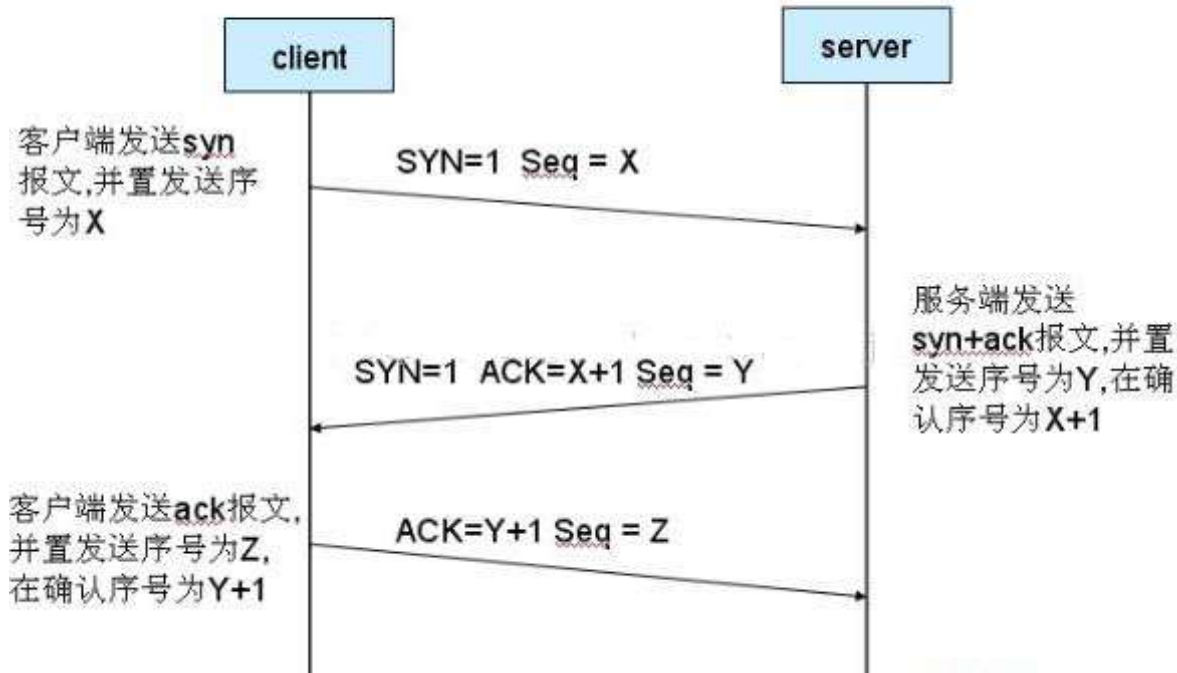 client
server
客户端发送syn
报文,并置发送序
号为X
SYN=1 Seq = X
服务端发送
syn+ack报文,并置
发送序号为Y,在确
认序号为X+1
SYN=1 ACK=X+1 Seq = Y
客户端发送ack报文,
并置发送序号为Z,
在确认序号为Y+1
ACK=Y+1 Seq = Z